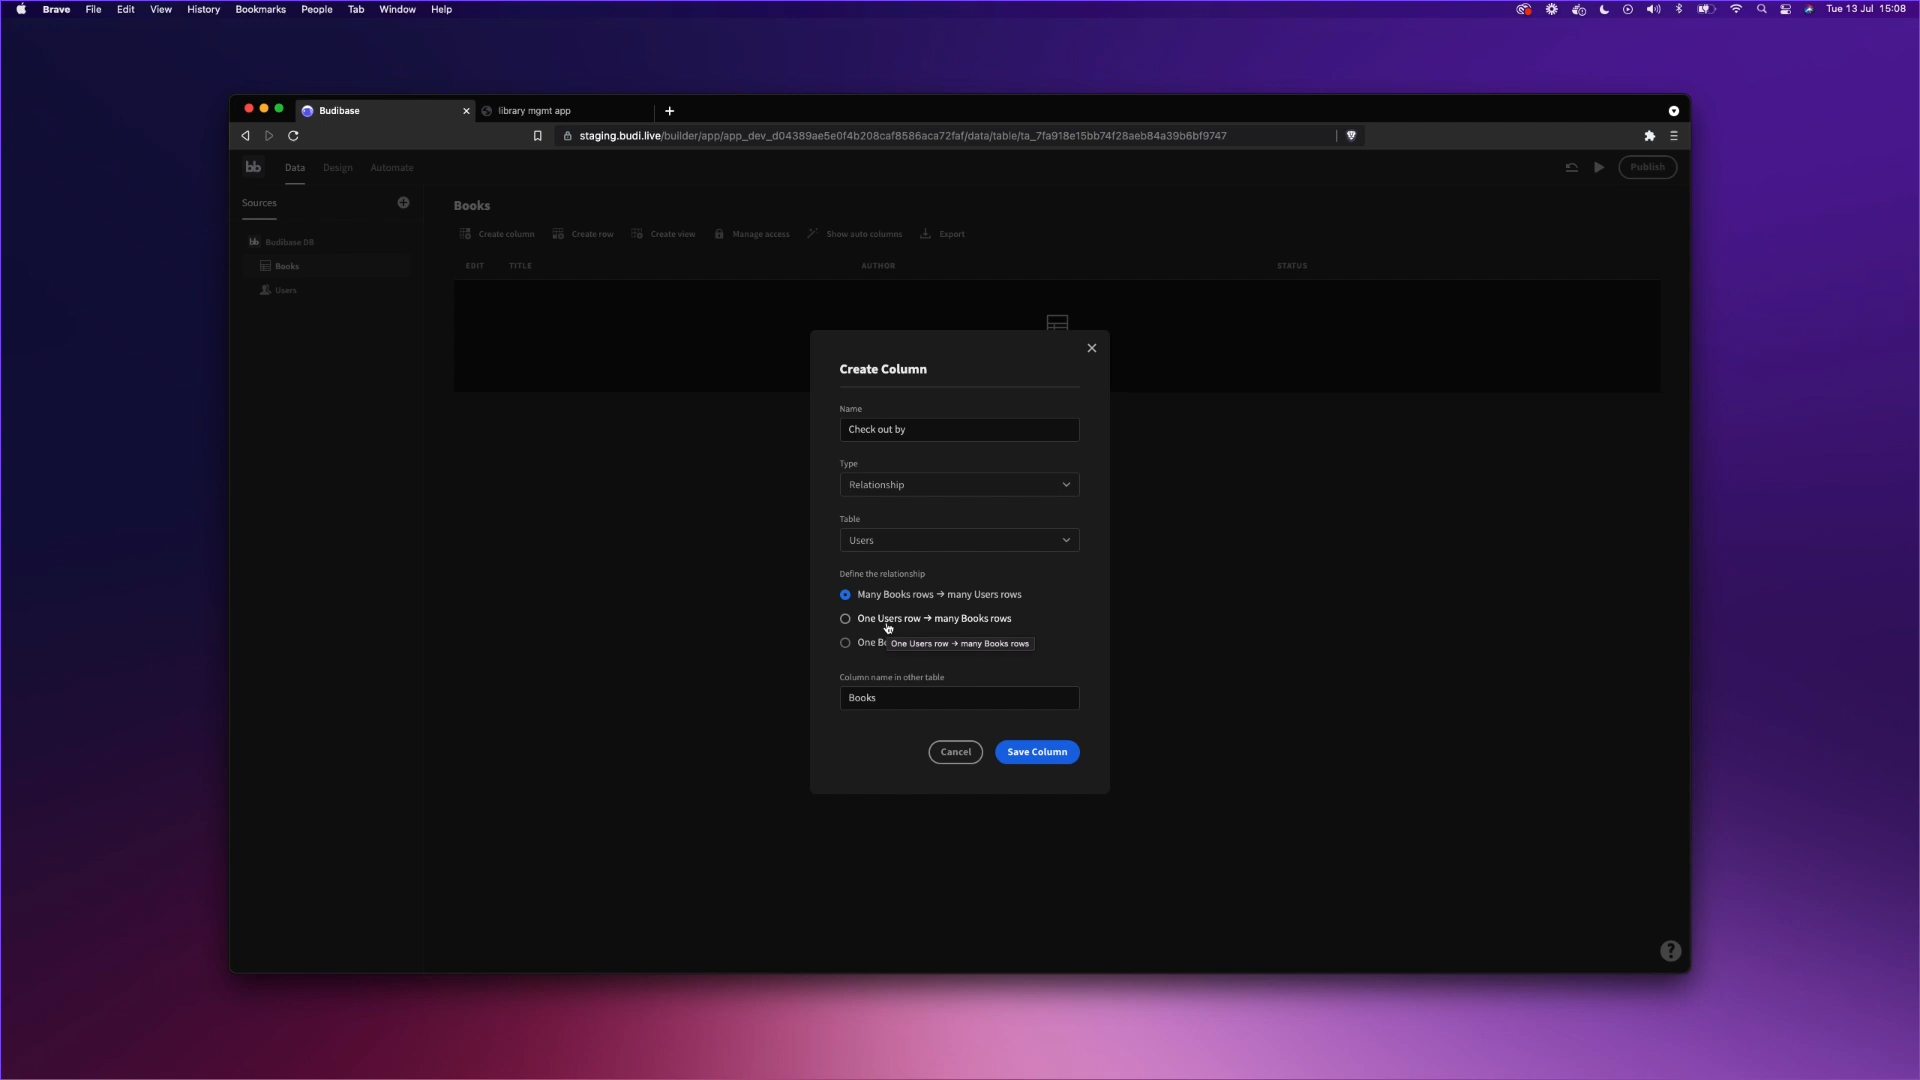 Brave File Edit View History Bookmarks People Tab Window Help Tue 13 Jul 15:08
Budibase library mgmt app
staging.budi.live/builder/app/app_dev_d04389ae5e0f4b208caf8586aca72faf/data/table/ta_7fa918e15bb74f28aeb84a39b6bf9747
bb Data Design Automate Publish
Sources
Books
bb Budibase DB
Create column Create row Create view Manage access Show auto columns Export
Books
EDIT TITLE AUTHOR STATUS
Users
Create Column
Name
Check out by
Type
Relationship
Table
Users
Define the relationship
Many Books rows → many Users rows
One Users row → many Books rows
One
One Users row → many Books rows
Column name in other table
Books
Cancel Save Column
?